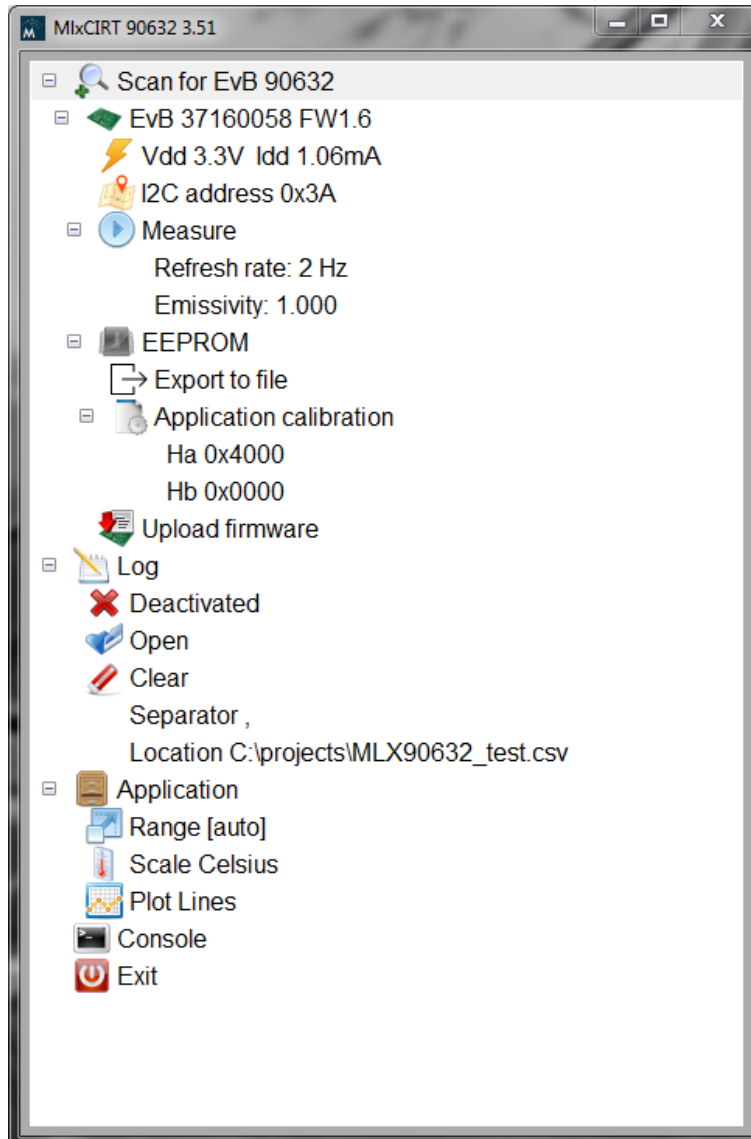 MlxCIRT 90632 3.51
Scan for EvB 90632
EvB 37160058 FW1.6
Vdd 3.3V Idd 1.06mA
I2C address 0x3A
Measure
Refresh rate: 2 Hz
Emissivity: 1.000
EEPROM
Export to file
Application calibration
Ha 0x4000
Hb 0x0000
Upload firmware
Log
Deactivated
Open
Clear
Separator ,
Location C:\projects\MLX90632_test.csv
Application
Range [auto]
Scale Celsius
Plot Lines
Console
Exit